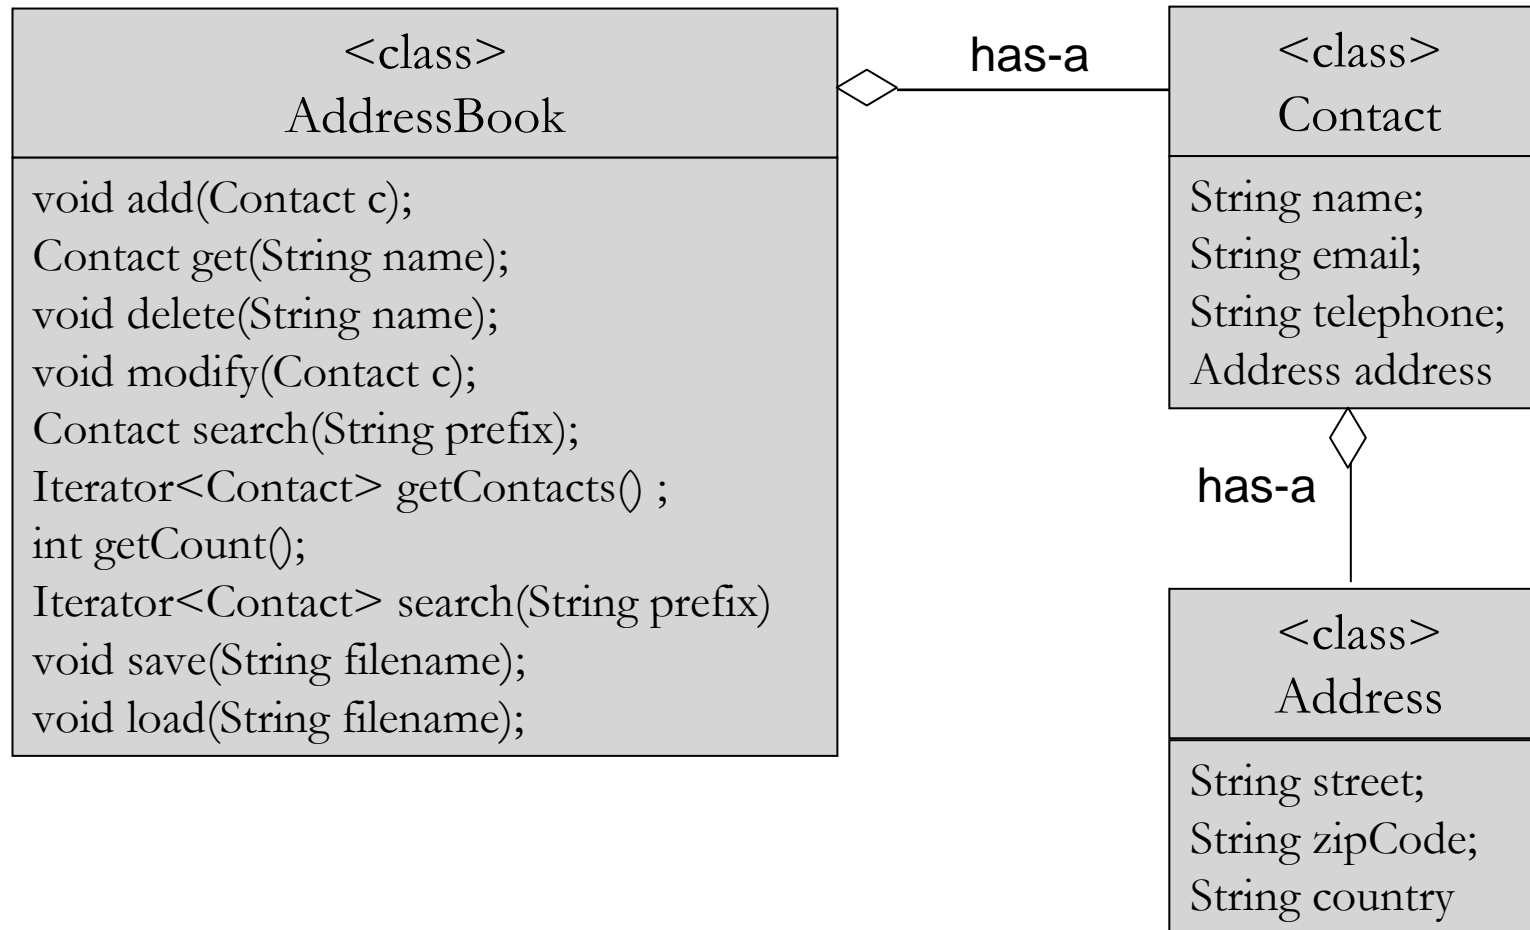 <class>
AddressBook
void add(Contact c);
Contact get(String name);
void delete(String name);
void modify(Contact c);
Contact search(String prefix);
Iterator<Contact> getContacts() ;
int getCount();
Iterator<Contact> search(String prefix)
void save(String filename);
void load(String filename);
has-a
<class>
Contact
String name;
String email;
String telephone;
Address address
has-a
<class>
Address
String street;
String zipCode;
String country